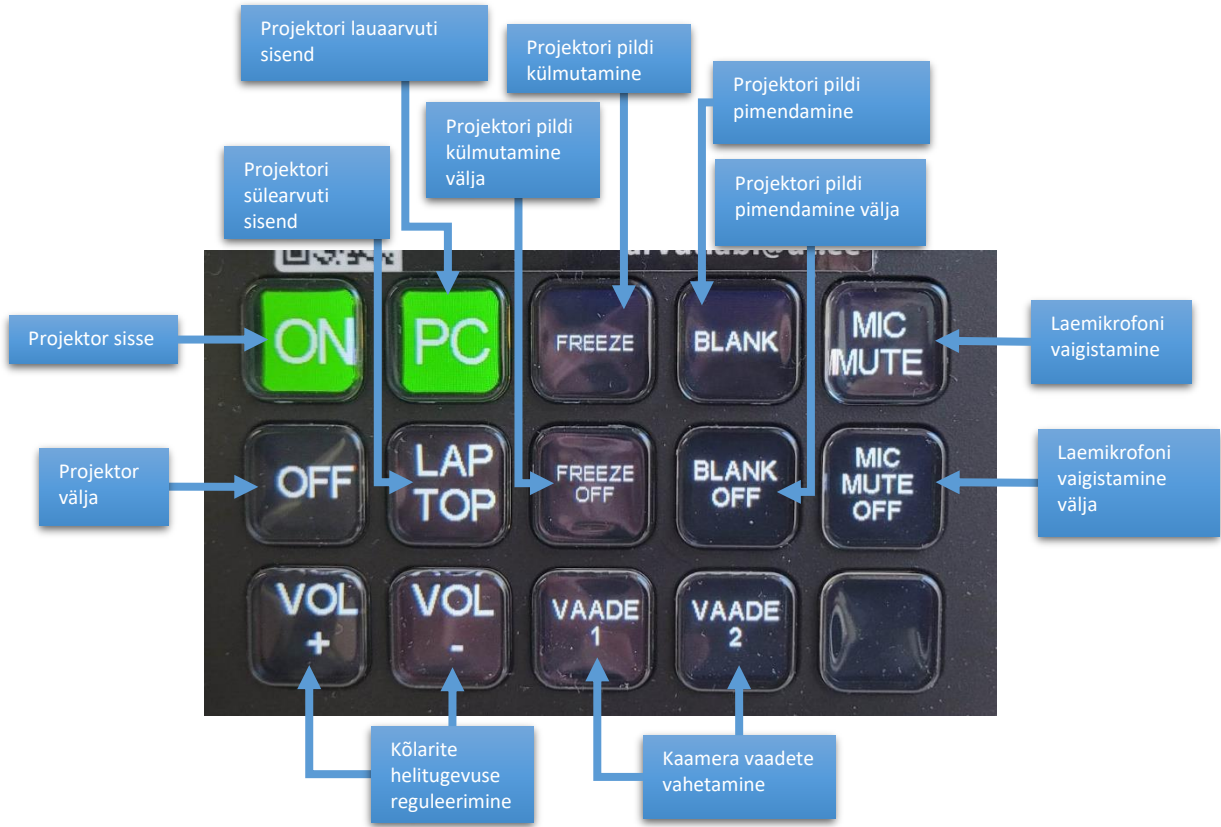 Projektori lauaarvuti
sisend
Projektori pildi
külmutamine
Projektori pildi
pimendamine
Projektori pildi
külmutamine
välja
Projektori
sülearvuti
sisend
Projektori pildi
pimendamine välja
Projektor sisse
ON
PC
FREEZE
BLANK
MIC
MUTE
Laemikrofoni
vaigistamine
Projektor
välja
OFF
LAP
TOP
FREEZE
OFF
BLANK
OFF
MIC
MUTE
OFF
Laemikrofoni
vaigistamine
välja
VOL
+
VOL
-
VAADE
1
VAADE
2
Kõlarite
helitugevuse
reguleerimine
Kaamera vaadete
vahetamine